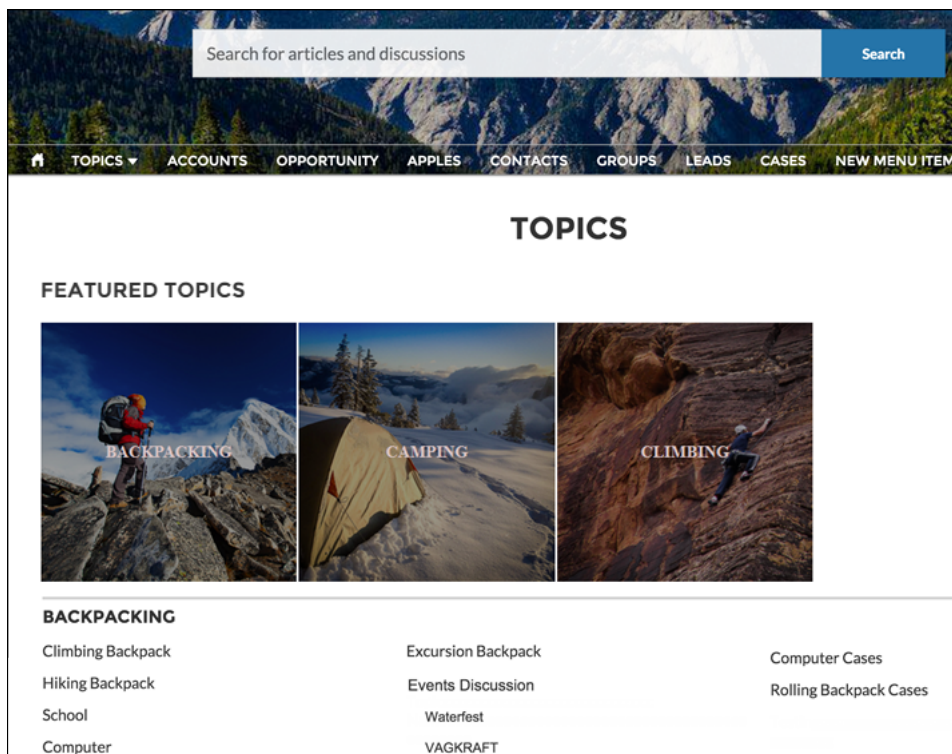 Search for articles and discussions Search
TOPICS ACCOUNTS OPPORTUNITY APPLES CONTACTS GROUPS LEADS CASES NEW MENU ITEM
TOPICS
FEATURED TOPICS
BACKPACKING CAMPING CLIMBING
BACKPACKING
Climbing Backpack
Hiking Backpack
School
Computer
Excursion Backpack
Events Discussion
Waterfest
VAGKRAFT
Computer Cases
Rolling Backpack Cases